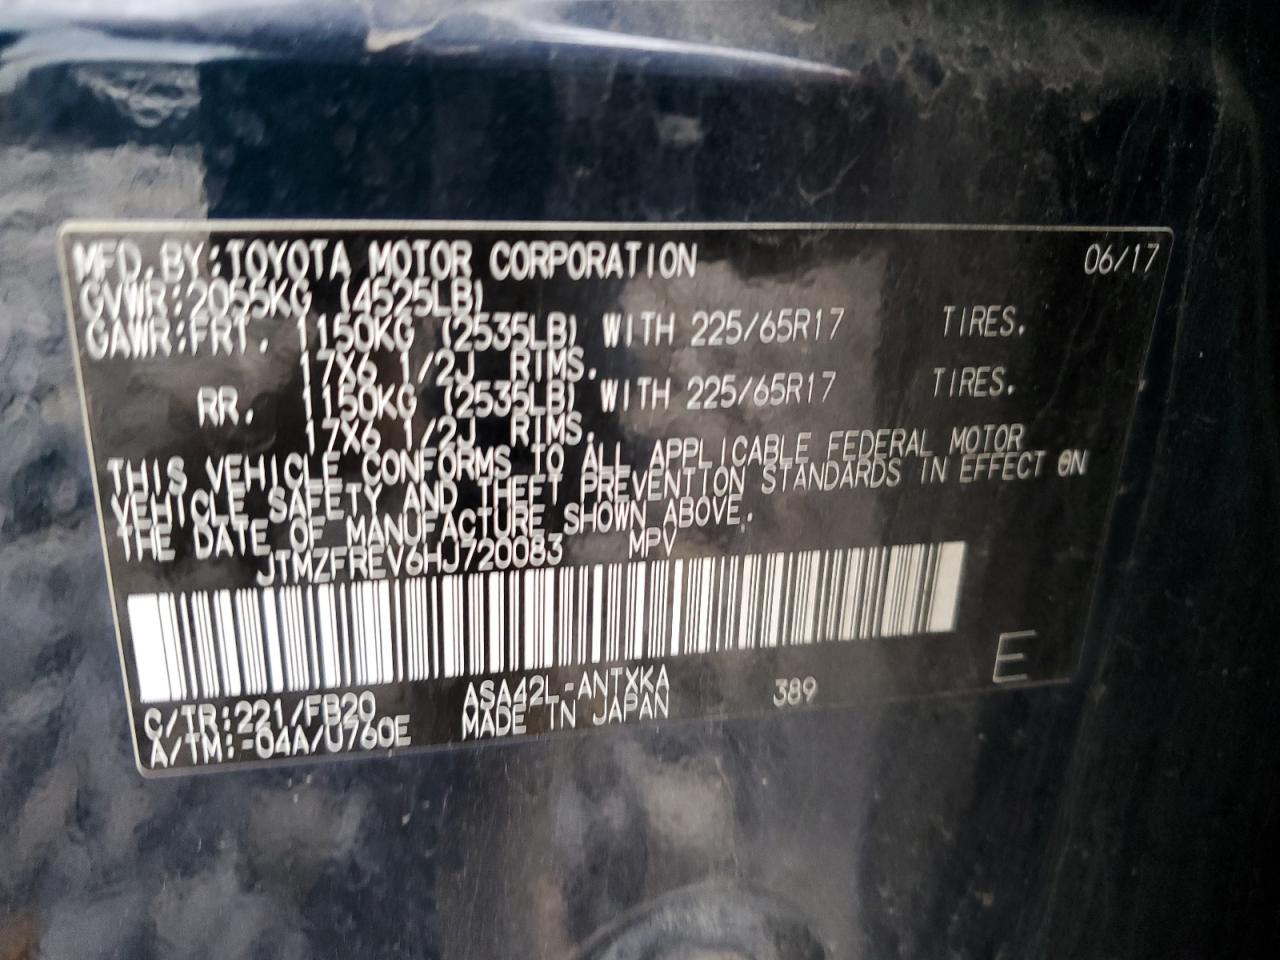 MFD.BY:TOYOTA MOTOR CORPORATION 06/17
GVWR:2055KG (4525LB)
GAWR:FRT. 1150KG (2535LB) WITH 225/65R17 TIRES.
17X6 1/2J RIMS.
RR. 1150KG (2535LB) WITH 225/65R17 TIRES.
17X6 1/2J RIMS.
THIS VEHICLE CONFORMS TO ALL APPLICABLE FEDERAL MOTOR
VEHICLE SAFETY AND THEFT PREVENTION STANDARDS IN EFFECT ON
THE DATE OF MANUFACTURE SHOWN ABOVE.
JTMZFREV6HJ720083 MPV
C/TR:221/FB20 ASA42L-ANTXKA 389 E
A/TM:-04A/U760E MADE IN JAPAN